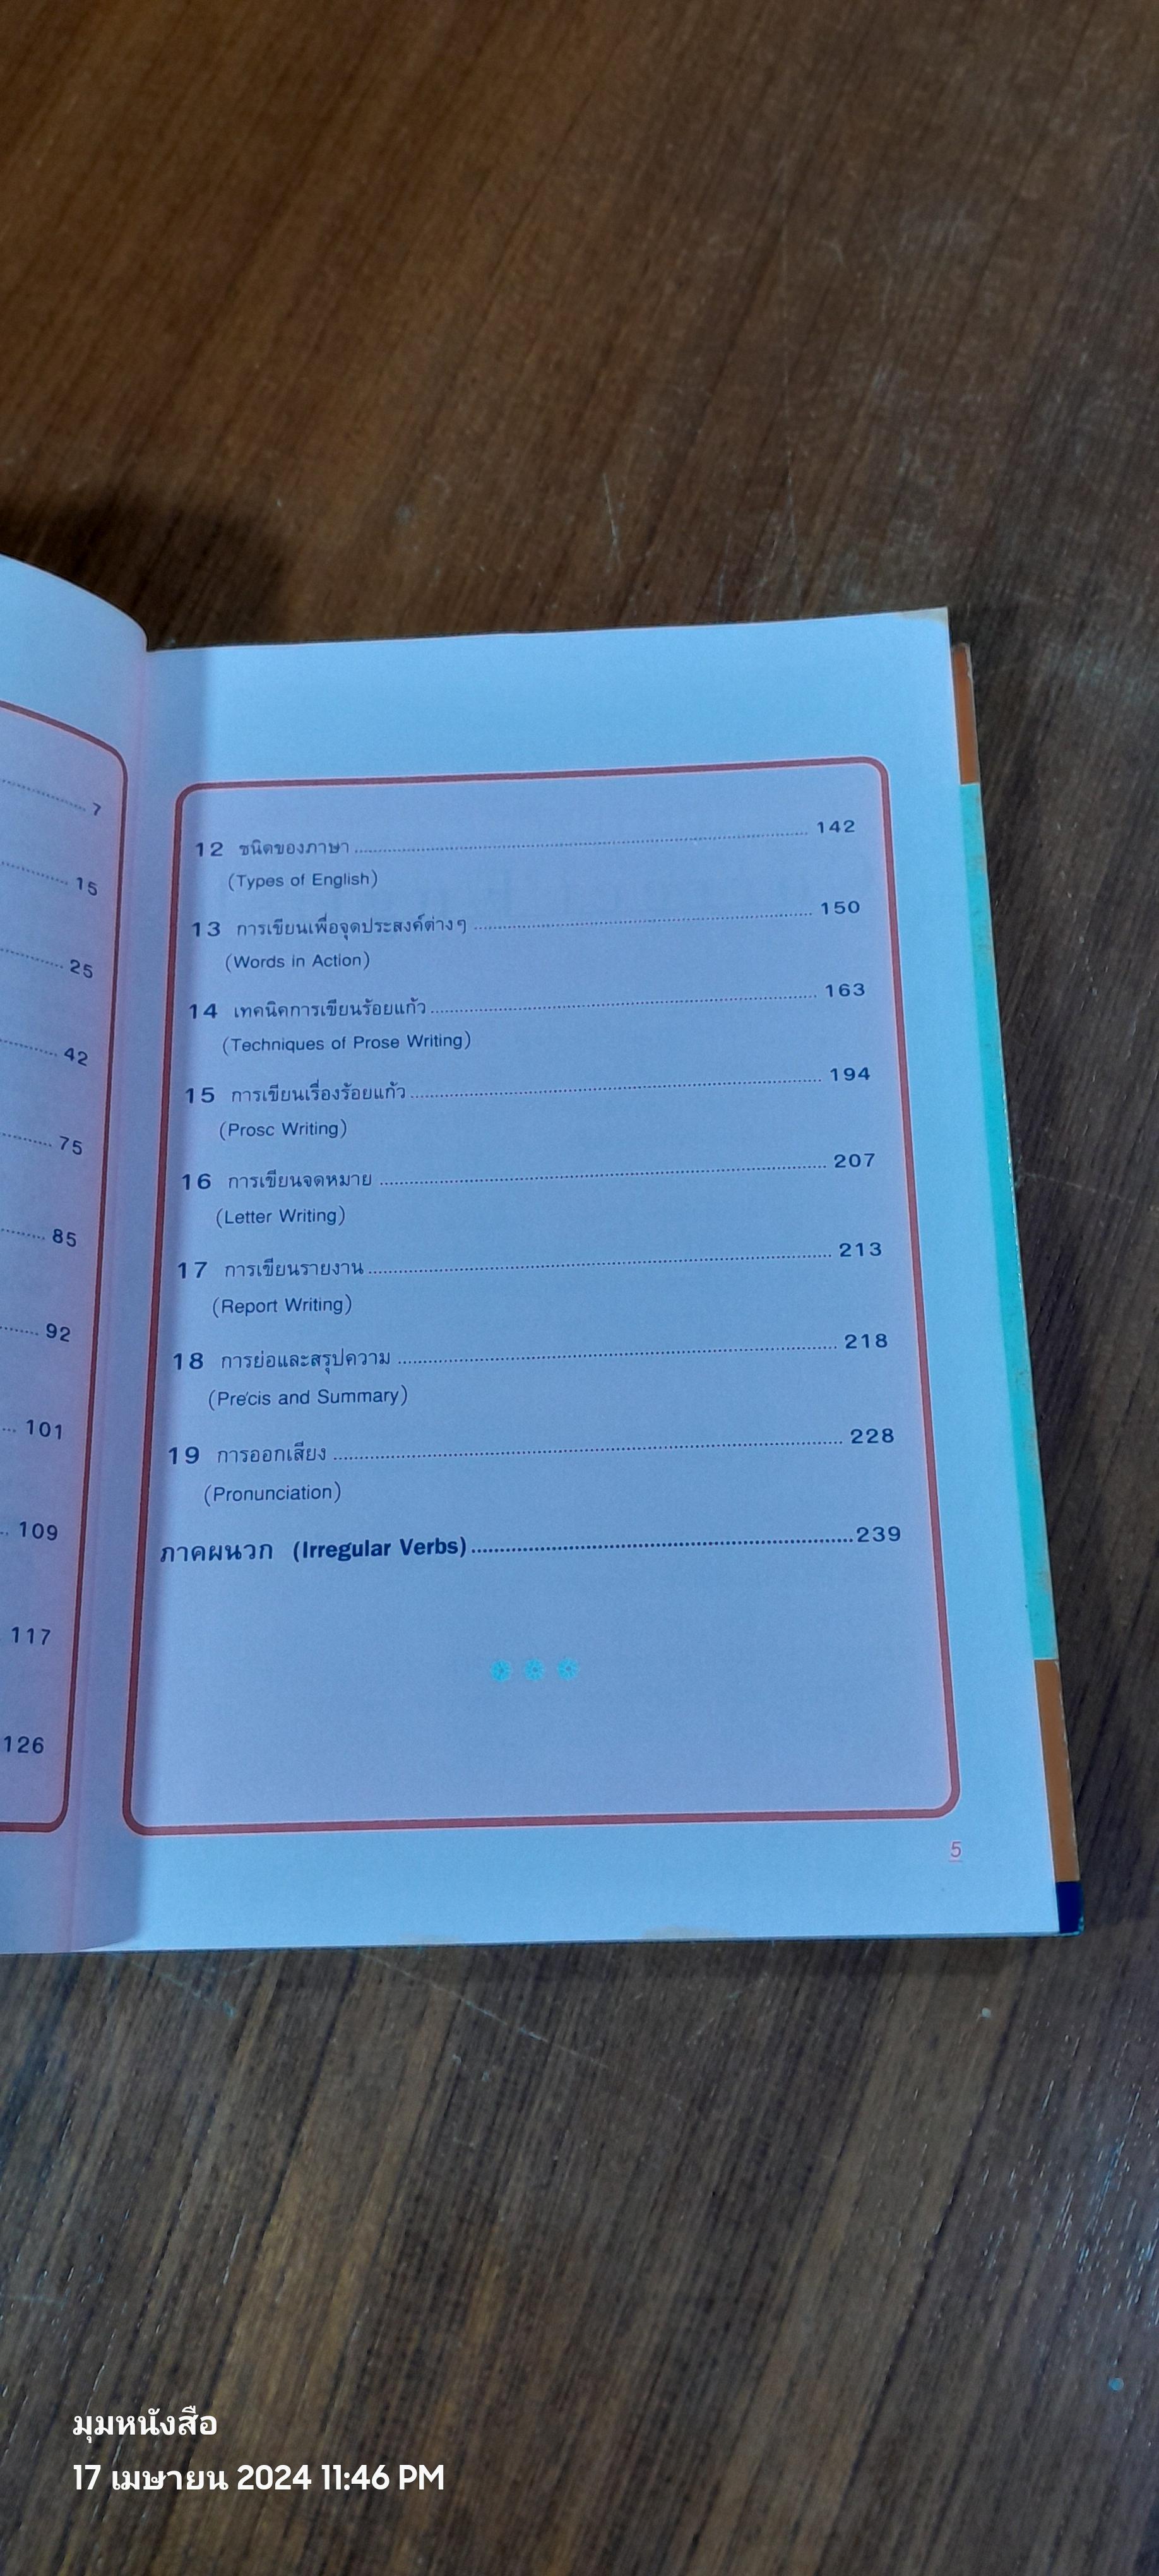 7
15
25
42
75
85
92
101
109
117
126
12 ชนิดของภาษา 142
(Types of English)
13 การเขียนเพื่อจุดประสงค์ต่างๆ 150
(Words in Action)
14 เทคนิคการเขียนร้อยแก้ว 163
(Techniques of Prose Writing)
15 การเขียนเรื่องร้อยแก้ว 194
(Prosc Writing)
16 การเขียนจดหมาย 207
(Letter Writing)
17 การเขียนรายงาน 213
(Report Writing)
18 การย่อและสรุปความ 218
(Précis and Summary)
19 การออกเสียง 228
(Pronunciation)
ภาคผนวก (Irregular Verbs) 239
5
มุมหนังสือ
17 เมษายน 2024 11:46 PM